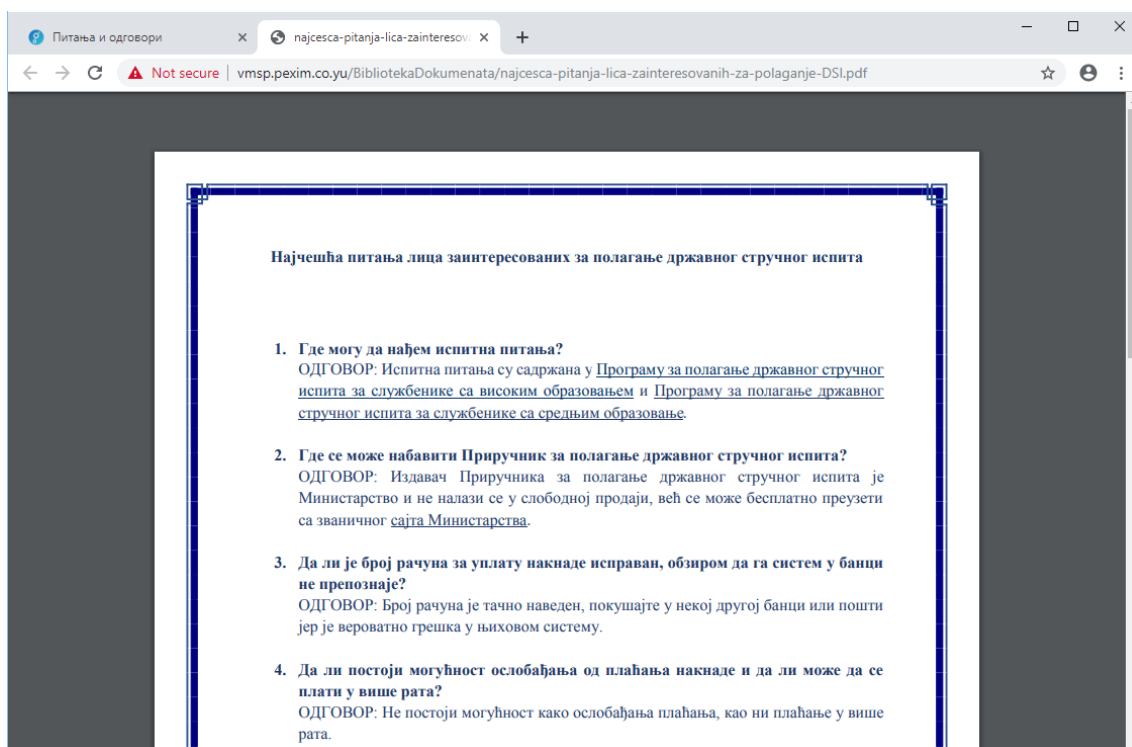 Питања и одговори
najcesca-pitanja-lica-zainteresov
Not secure
vmsp.pexim.co.yu/BibliotekaDokumenata/najcesca-pitanja-lica-zainteresovanih-za-polaganje-DSI.pdf
Најчешћа питања лица заинтересованих за полагање државног стручног испита
1. Где могу да нађем испитна питања?
ОДГОВОР: Испитна питања су садржана у Програму за полагање државног стручног
испита за службенике са високим образовањем и Програму за полагање државног
стручног испита за службенике са средњим образовање.
2. Где се може набавити Приручник за полагање државног стручног испита?
ОДГОВОР: Издавач Приручника за полагање државног стручног испита је
Министарство и не налази се у слободној продаји, већ се може бесплатно преузети
са званичног сајта Министарства.
3. Да ли је број рачуна за уплату накнаде исправан, обзиром да га систем у банци
не препознаје?
ОДГОВОР: Број рачуна је тачно наведен, покушајте у некој другој банци или пошти
јер је вероватно грешка у њиховом систему.
4. Да ли постоји могућност ослобађања од плаћања накнаде и да ли може да се
плати у више рата?
ОДГОВОР: Не постоји могућност како ослобађања плаћања, као ни плаћање у више
рата.